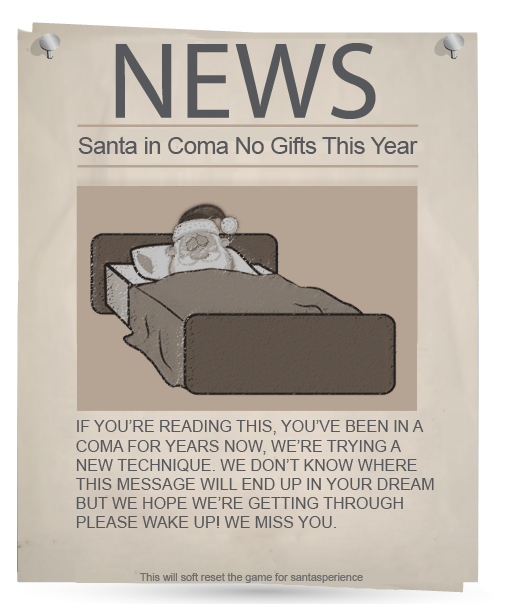 NEWS
Santa in Coma No Gifts This Year
IF YOU'RE READING THIS, YOU'VE BEEN IN A
COMA FOR YEARS NOW, WE'RE TRYING A
NEW TECHNIQUE. WE DON'T KNOW WHERE
THIS MESSAGE WILL END UP IN YOUR DREAM
BUT WE HOPE WE'RE GETTING THROUGH
PLEASE WAKE UP! WE MISS YOU.
This will soft reset the game for santasperience